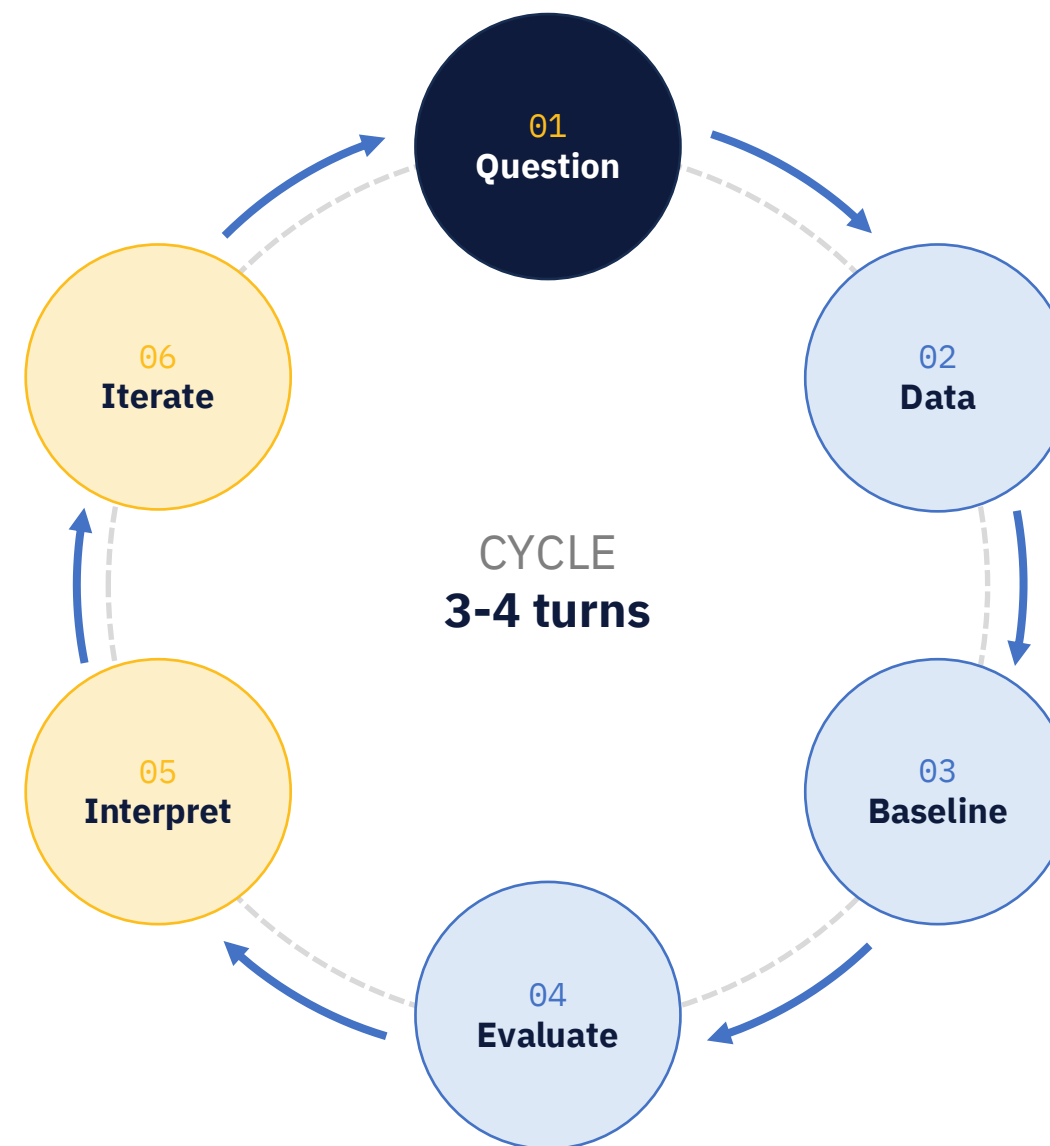 01
Question
02
Data
03
Baseline
04
Evaluate
05
Interpret
06
Iterate
CYCLE
3-4 turns